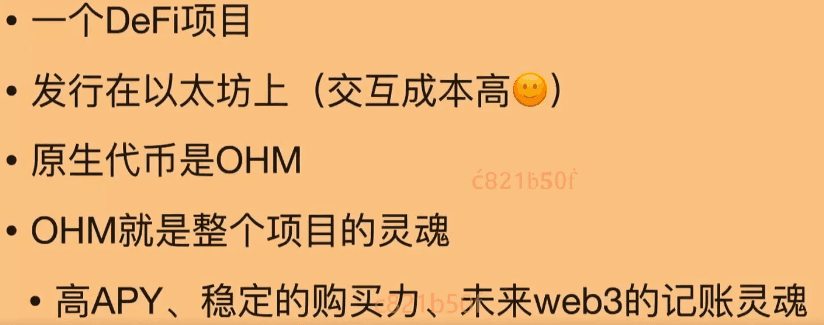 • 一个DeFi项目
• 发行在以太坊上（交互成本高🙂）
• 原生代币是OHM
c821b50f
• OHM就是整个项目的灵魂
• 高APY、稳定的购买力、未来web3的记账灵魂